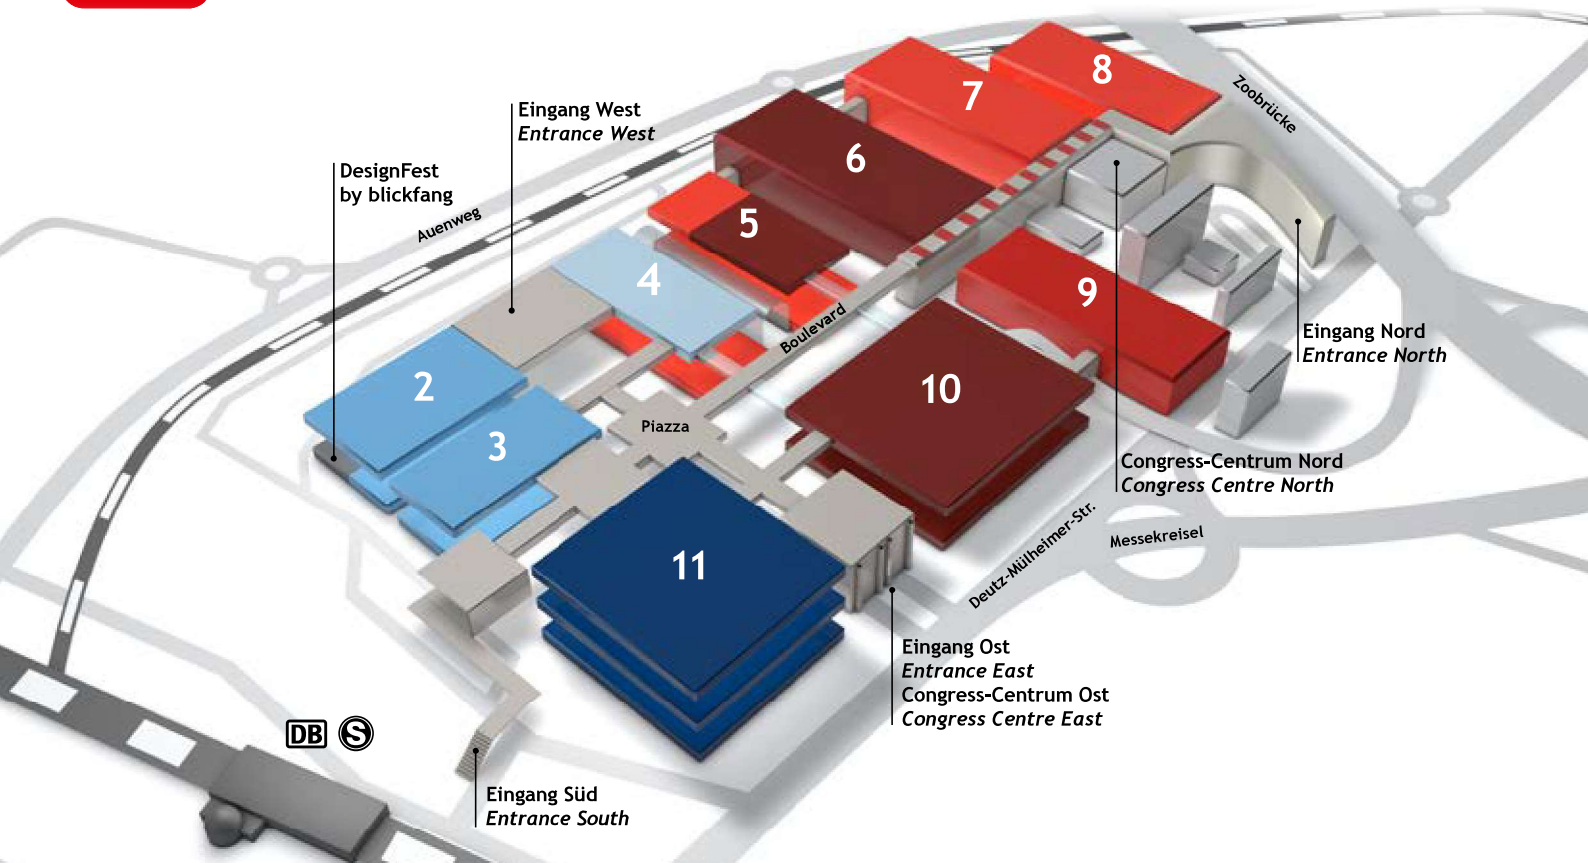 8
7
Zoobrücke
Eingang West
Entrance West
6
DesignFest
by blickfang
Auenweg
5
4
9
Boulevard
Eingang Nord
Entrance North
2
10
3
Piazza
Congress-Centrum Nord
Congress Centre North
Deutz-Mülheimer-Str.
Messekreisel
11
Eingang Ost
Entrance East
Congress-Centrum Ost
Congress Centre East
DB S
Eingang Süd
Entrance South